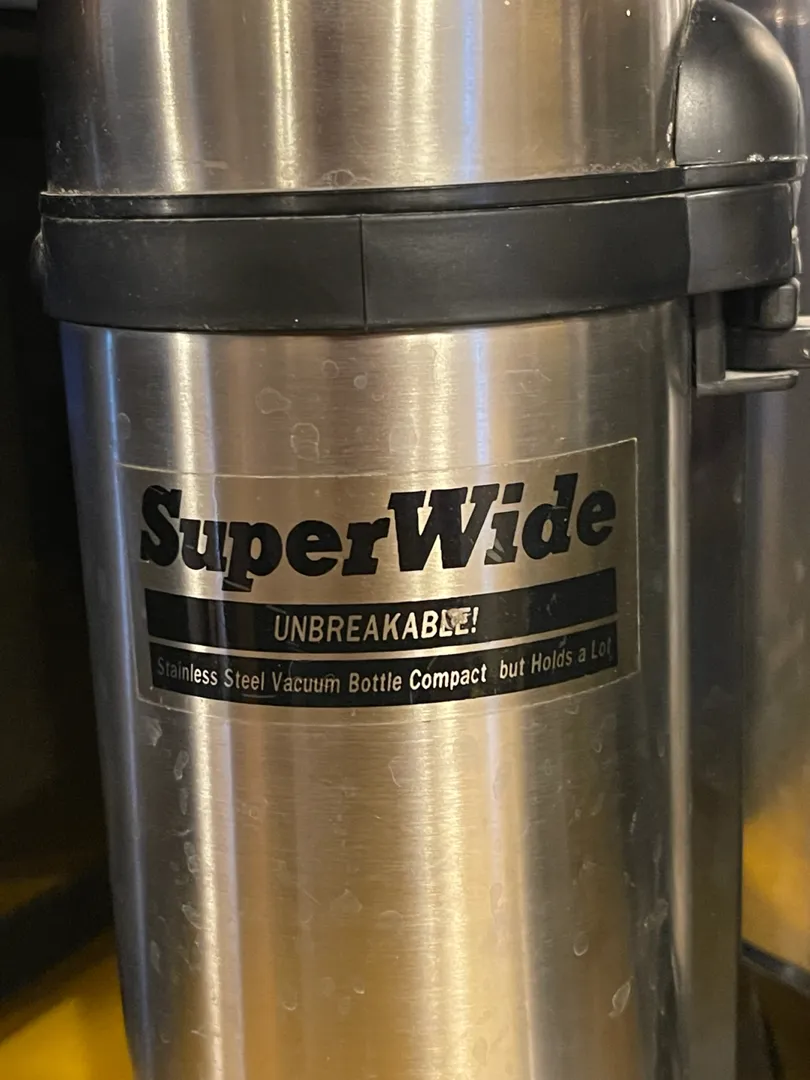 SuperWide
UNBREAKABLE!
Stainless Steel Vacuum Bottle Compact but Holds a Lot